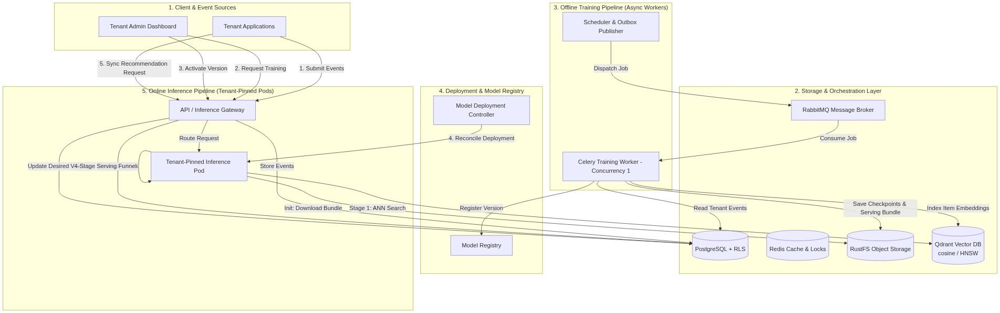 1. Client & Event Sources
Tenant Admin Dashboard
Tenant Applications
3. Offline Training Pipeline (Async Workers)
Scheduler & Outbox
Publisher
5. Sync Recommendation
Request
3. Activate Version
2. Request Training
1. Submit Events
Dispatch Job
5. Online Inference Pipeline (Tenant-Pinned Pods)
API / Inference Gateway
4. Deployment & Model Registry
Model Deployment
Controller
2. Storage & Orchestration Layer
RabbitMQ Message Broker
Route Request
4. Reconcile Deployment
Consume Job
Update Desired V4-Stage Serving Funnel
Tenant-Pinned Inference
Pod
Store Events
Celery Training Worker -
Concurrency 1
Init: Download Bundle
Stage 1: ANN Search
Register Version
Read Tenant Events
Save Checkpoints &
Serving Bundle
Index Item Embeddings
Model Registry
PostgreSQL + RLS
Redis Cache & Locks
RustFS Object Storage
Qdrant Vector DB
cosine / HNSW